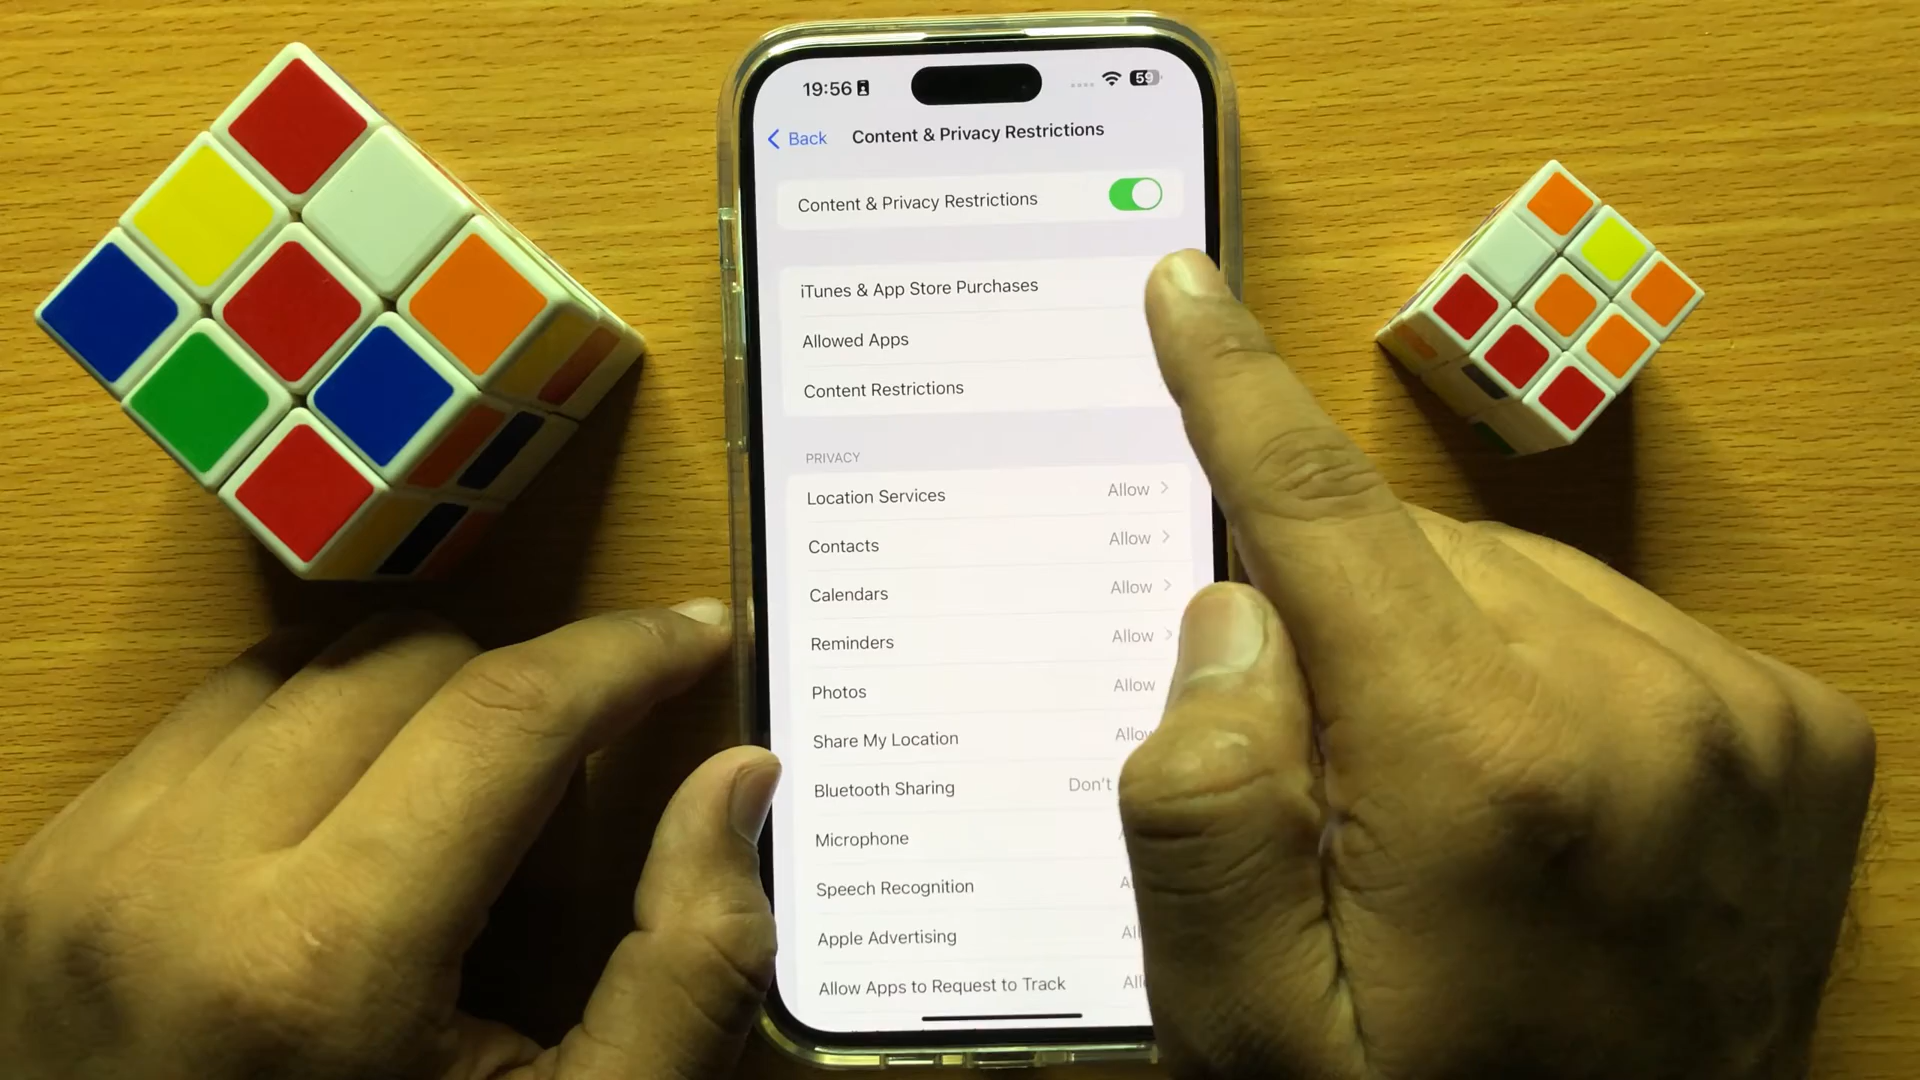 19:56
59
Back
Content & Privacy Restrictions
Content & Privacy Restrictions
iTunes & App Store Purchases
Allowed Apps
Content Restrictions
PRIVACY
Location Services Allow
Contacts Allow
Calendars Allow
Reminders Allow
Photos Allow
Share My Location Allow
Bluetooth Sharing Don't
Microphone
Speech Recognition
Apple Advertising
Allow Apps to Request to Track